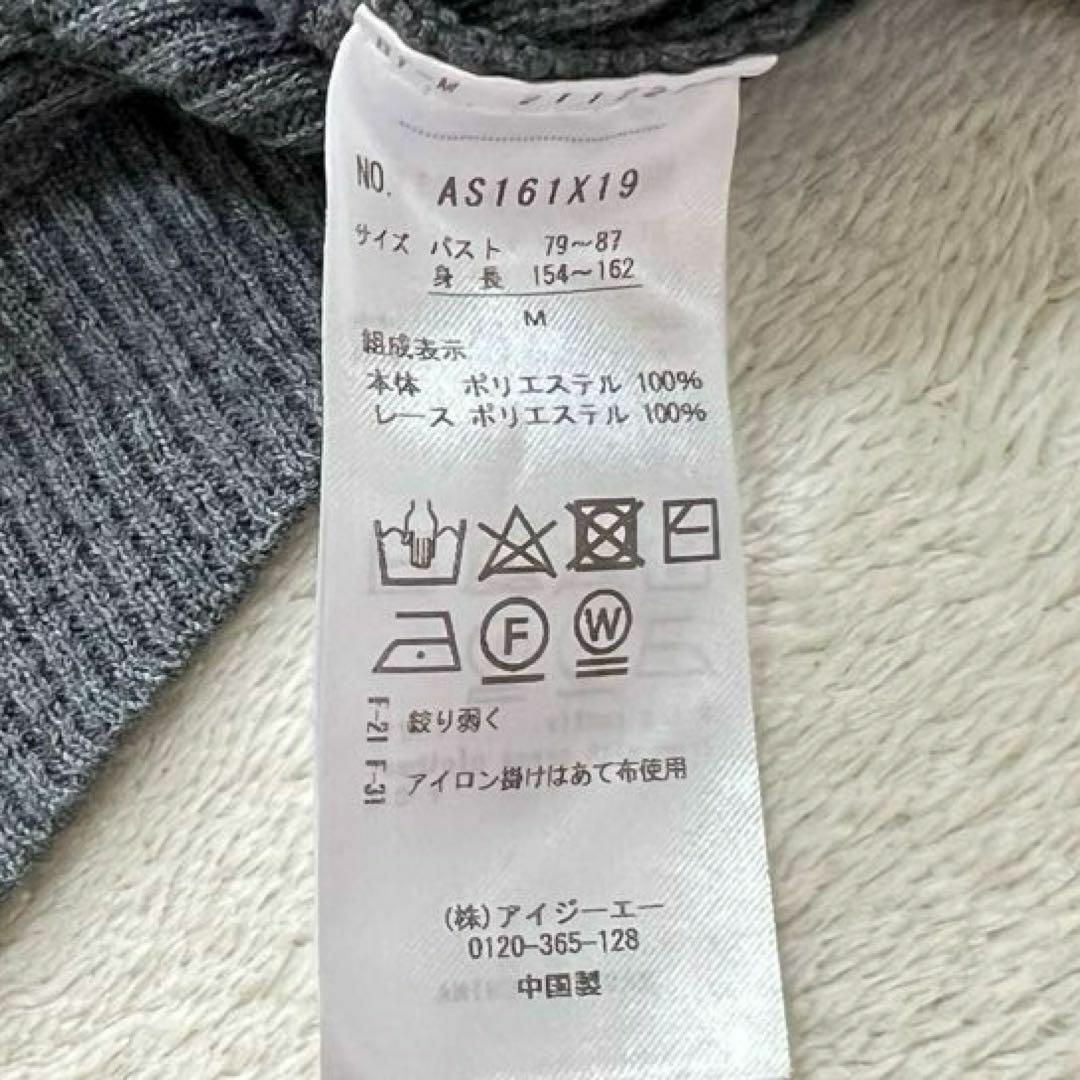 NO. AS161X19
サイズ バスト 79~87
身長 154~162
M
組成表示
本体 ポリエステル 100%
レース ポリエステル 100%
F
W
F-21 絞り弱く
F-31 アイロン掛けはあて布使用
(株)アイジーエー
0120-365-128
中国製